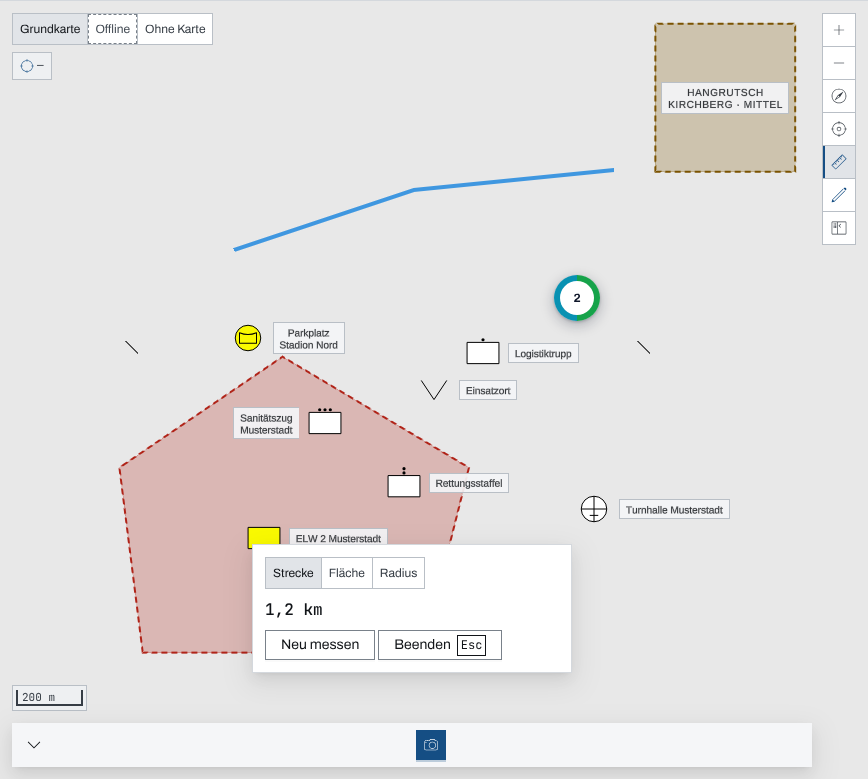 Grundkarte
Offline
Ohne Karte
HANGRUTSCH
KIRCHBERG · MITTEL
2
Parkplatz
Stadion Nord
Logistiktrupp
Einsatzort
Sanitätszug
Musterstadt
Rettungsstaffel
Turnhalle Musterstadt
ELW 2 Musterstadt
Strecke
Fläche
Radius
1,2 km
Neu messen
Beenden Esc
200 m